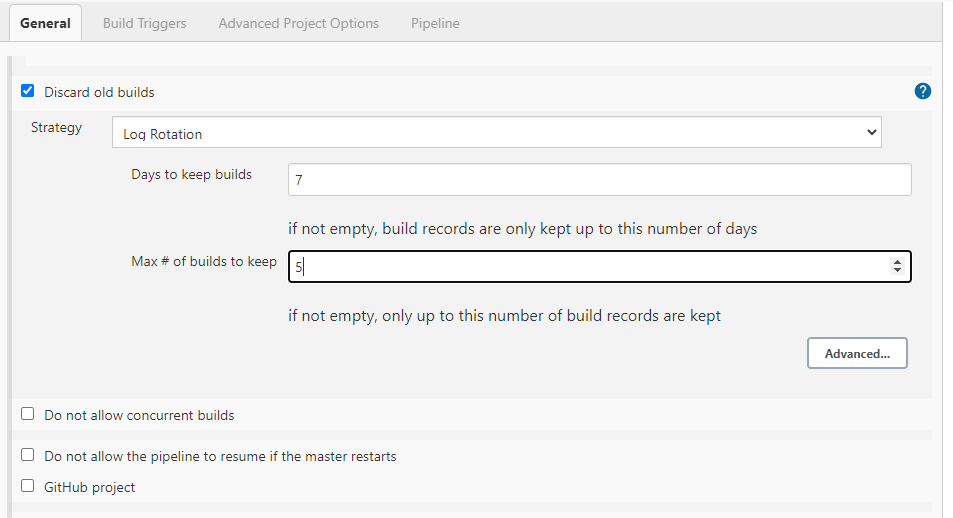 General Build Triggers Advanced Project Options Pipeline
Discard old builds ?
Strategy Log Rotation
Days to keep builds 7
if not empty, build records are only kept up to this number of days
Max # of builds to keep 5
if not empty, only up to this number of build records are kept
Advanced...
Do not allow concurrent builds
Do not allow the pipeline to resume if the master restarts
GitHub project